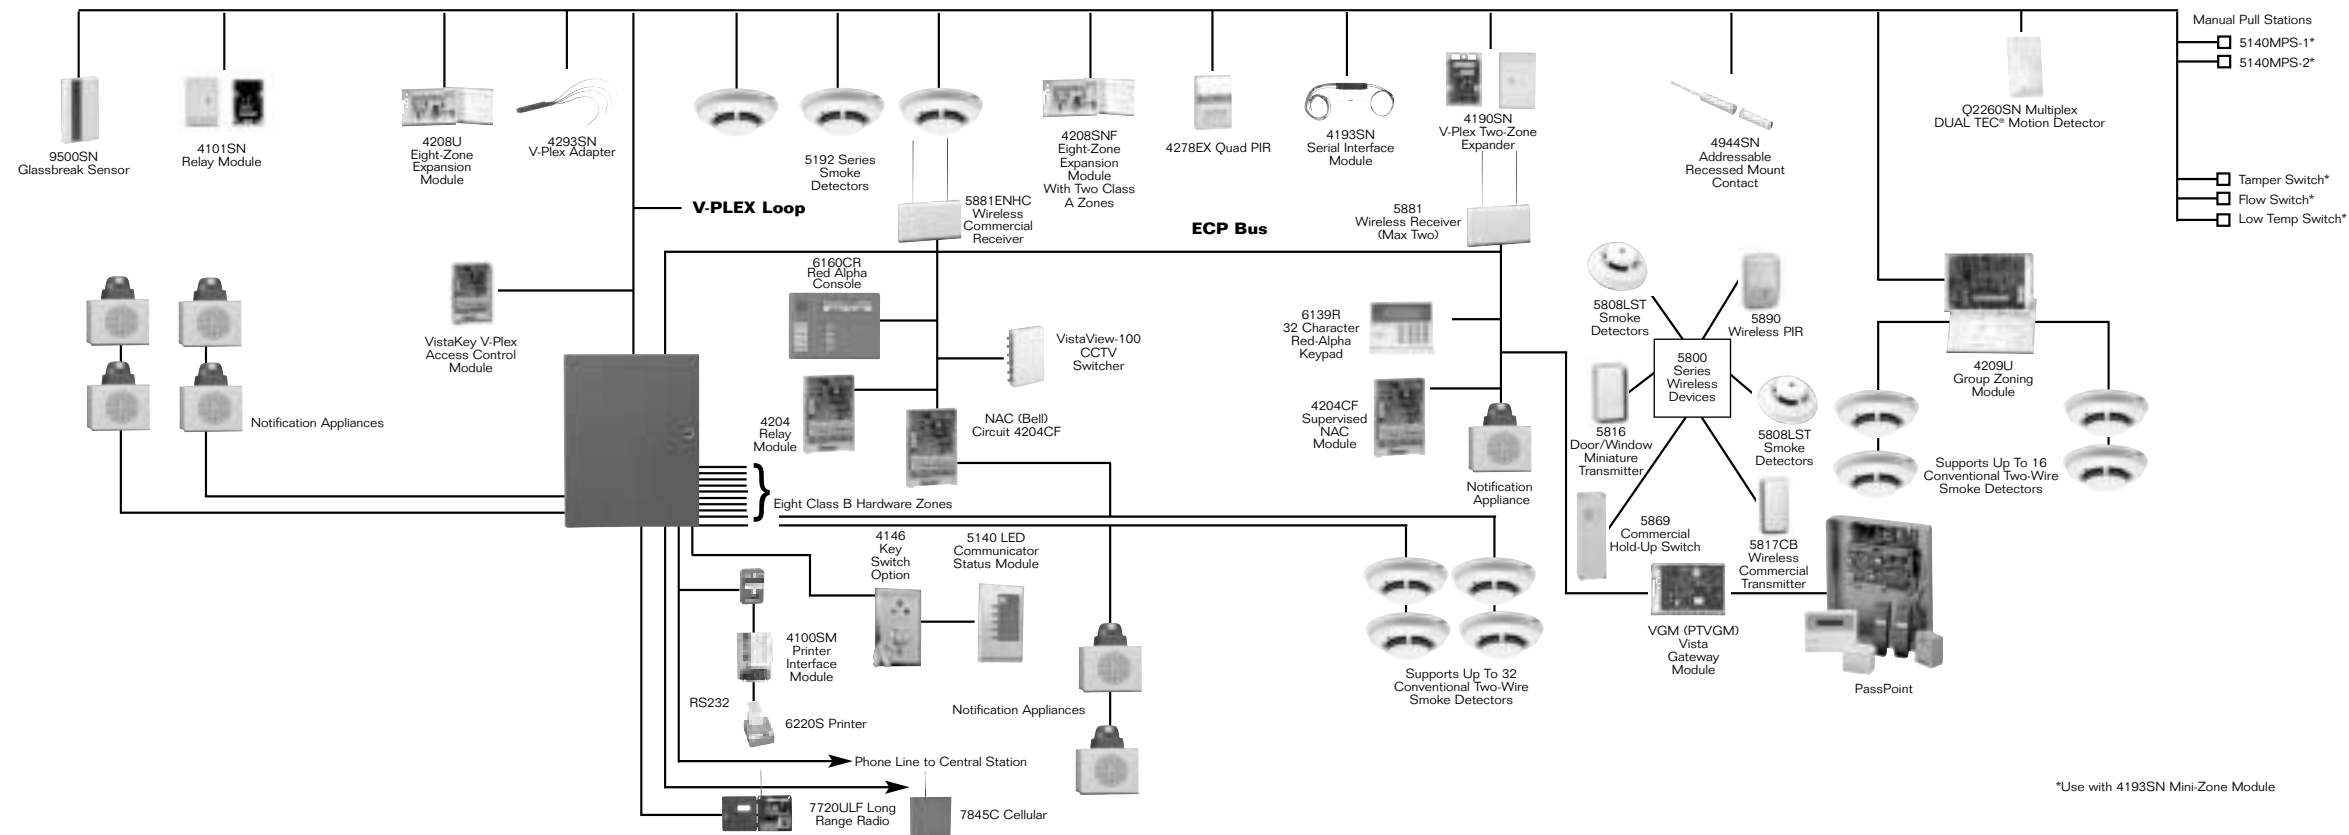 Manual Pull Stations
5140MPS-1*
5140MPS-2*
9500SN
Glassbreak Sensor
4101SN
Relay Module
4208U
Eight-Zone
Expansion
Module
4293SN
V-Plex Adapter
5192 Series
Smoke
Detectors
4208SNF
Eight-Zone
Expansion
Module
With Two Class
A Zones
4278EX Quad PIR
4193SN
Serial Interface
Module
4190SN
V-Plex Two-Zone
Expander
4944SN
Addressable
Recessed Mount
Contact
Q2260SN Multiplex
DUAL TEC® Motion Detector
Tamper Switch*
Flow Switch*
Low Temp Switch*
V-PLEX Loop
5881ENHC
Wireless
Commercial
Receiver
ECP Bus
5881
Wireless Receiver
(Max Two)
VistaKey V-Plex
Access Control
Module
6160CR
Red Alpha
Console
VistaView-100
CCTV
Switcher
6139R
32 Character
Red-Alpha
Keypad
5808LST
Smoke
Detectors
5890
Wireless PIR
5800
Series
Wireless
Devices
4209U
Group Zoning
Module
Notification Appliances
4204
Relay
Module
NAC (Bell)
Circuit 4204CF
4204CF
Supervised
NAC
Module
5816
Door/Window
Miniature
Transmitter
5808LST
Smoke
Detectors
Supports Up To 16
Conventional Two-Wire
Smoke Detectors
Eight Class B Hardware Zones
Notification
Appliance
5869
Commercial
Hold-Up Switch
5817CB
Wireless
Commercial
Transmitter
4146
Key
Switch
Option
5140 LED
Communicator
Status Module
4100SM
Printer
Interface
Module
RS232
6220S Printer
Notification Appliances
Supports Up To 32
Conventional Two-Wire
Smoke Detectors
VGM (PTVGM)
Vista
Gateway
Module
PassPoint
Phone Line to Central Station
7720ULF Long
Range Radio
7845C Cellular
*Use with 4193SN Mini-Zone Module
}